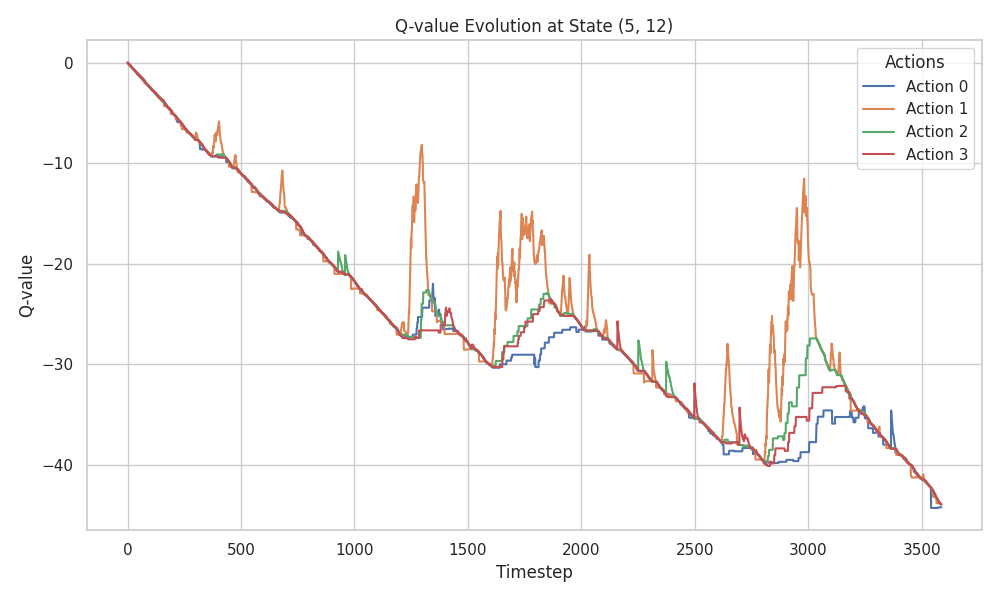 Q-value Evolution at State (5, 12)
Actions
Action 0
Action 1
Action 2
Action 3
Q-value
0
−10
−20
−30
−40
0 500 1000 1500 2000 2500 3000 3500
Timestep